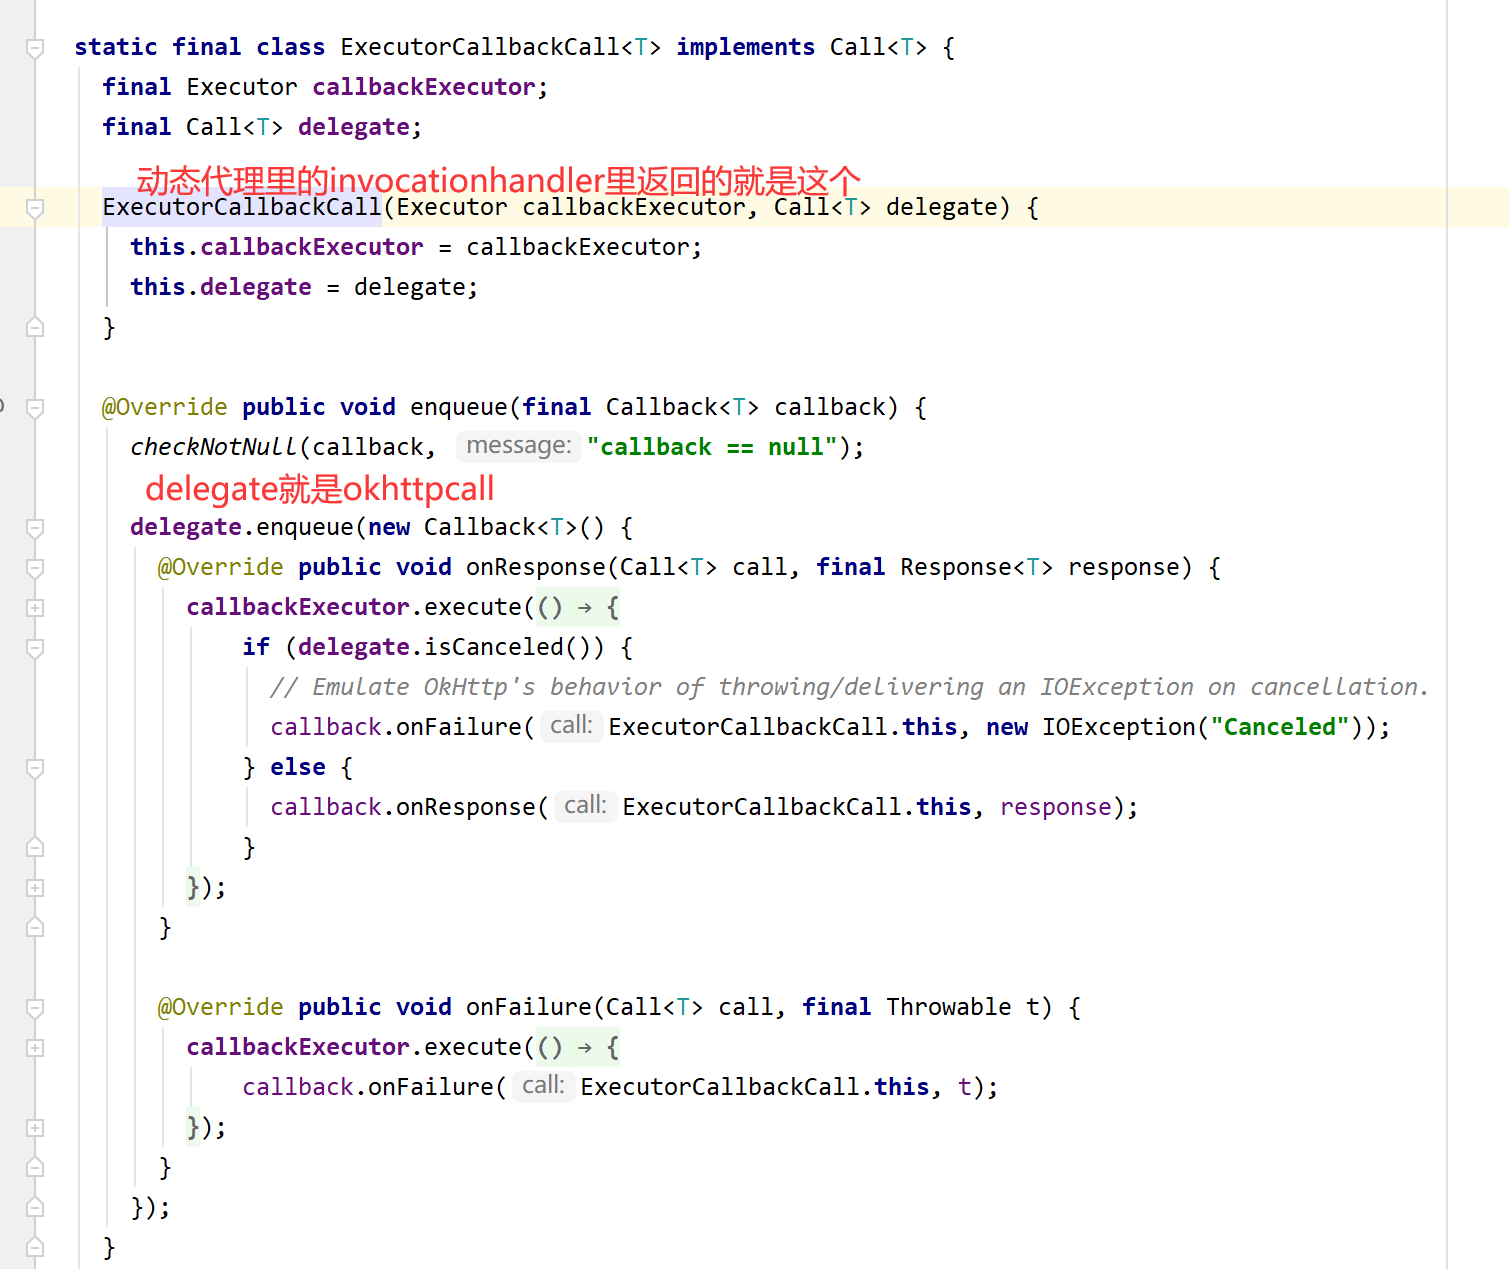 static final class ExecutorCallbackCall<T> implements Call<T> {
final Executor callbackExecutor;
final Call<T> delegate;
动态代理里的invocationhandler里返回的就是这个
ExecutorCallbackCall(Executor callbackExecutor, Call<T> delegate) {
this.callbackExecutor = callbackExecutor;
this.delegate = delegate;
}
@Override public void enqueue(final Callback<T> callback) {
checkNotNull(callback, message: "callback == null");
delegate就是okhttpcall
delegate.enqueue(new Callback<T>() {
@Override public void onResponse(Call<T> call, final Response<T> response) {
callbackExecutor.execute(() → {
if (delegate.isCanceled()) {
// Emulate OkHttp's behavior of throwing/delivering an IOException on cancellation.
callback.onFailure( call: ExecutorCallbackCall.this, new IOException("Canceled"));
} else {
callback.onResponse( call: ExecutorCallbackCall.this, response);
}
});
}
@Override public void onFailure(Call<T> call, final Throwable t) {
callbackExecutor.execute(() → {
callback.onFailure( call: ExecutorCallbackCall.this, t);
});
}
});
}